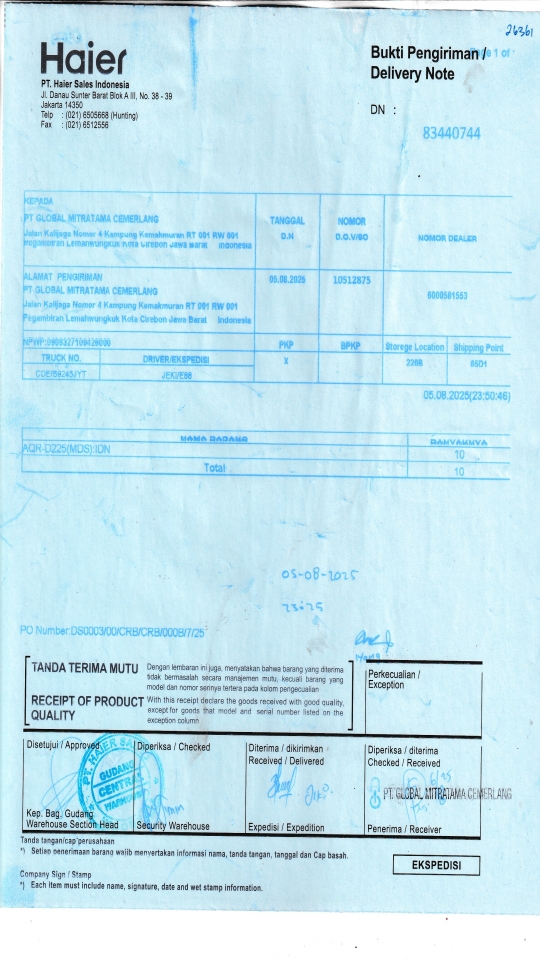 26361
Haier
Bukti Pengiriman /
Delivery Note
Page 1 of
PT. Haier Sales Indonesia
Jl. Danau Sunter Barat Blok A III, No. 38 - 39
Jakarta 14350
Telp : (021) 6505668 (Hunting)
Fax : (021) 6512556
DN :
83440744
KEPADA
PT GLOBAL MITRATAMA CEMERLANG
Jalan Kalijaga Nomor 4 Kampung Kemakmuran RT 001 RW 001
Pegambiran Lemahwungkuk Kota Cirebon Jawa Barat Indonesia
TANGGAL
D.N
NOMOR
D.O.V/SO
NOMOR DEALER
ALAMAT PENGIRIMAN
PT GLOBAL MITRATAMA CEMERLANG
Jalan Kalijaga Nomor 4 Kampung Kemakmuran RT 001 RW 001
Pegambiran Lemahwungkuk Kota Cirebon Jawa Barat Indonesia
05.08.2025
10512875
NPWP:
PKP
BPKP
Storege Location
Shipping Point
TRUCK NO.
DRIVER/EKSPEDISI
X
226B
65D1
05.08.2025(23:50:46)
NAMA BARANG
BANYAKNYA
AQR-D225(MDS):IDN
10
Total
10
05-08-2025
23:25
PO Number:DS0003/00/CRB/CRB/0008/7/25
TANDA TERIMA MUTU
Dengan lembaran ini juga, menyatakan bahwa barang yang diterima
tidak bermasalah secara manajemen mutu, kecuali barang yang
model dan nomor serinya tertera pada kolom pengecualian
RECEIPT OF PRODUCT
QUALITY
With this receipt declare the goods received with good quality,
except for goods that model and serial number listed on the
exception column
Perkecualian /
Exception
Disetujui / Approved
Diperiksa / Checked
Diterima / dikirimkan
Received / Delivered
Diperiksa / diterima
Checked / Received
PT. HAIER SA
GUDANG
CENTRAL
WAREHOUSE
PT. GLOBAL MITRATAMA CEMERLANG
Kep. Bag. Gudang
Warehouse Section Head
Security Warehouse
Expedisi / Expedition
Penerima / Receiver
Tanda tangan/cap perusahaan
*) Setiap penerimaan barang wajib menyertakan informasi nama, tanda tangan, tanggal dan Cap basah.
EKSPEDISI
Company Sign / Stamp
*) Each item must include name, signature, date and wet stamp information.